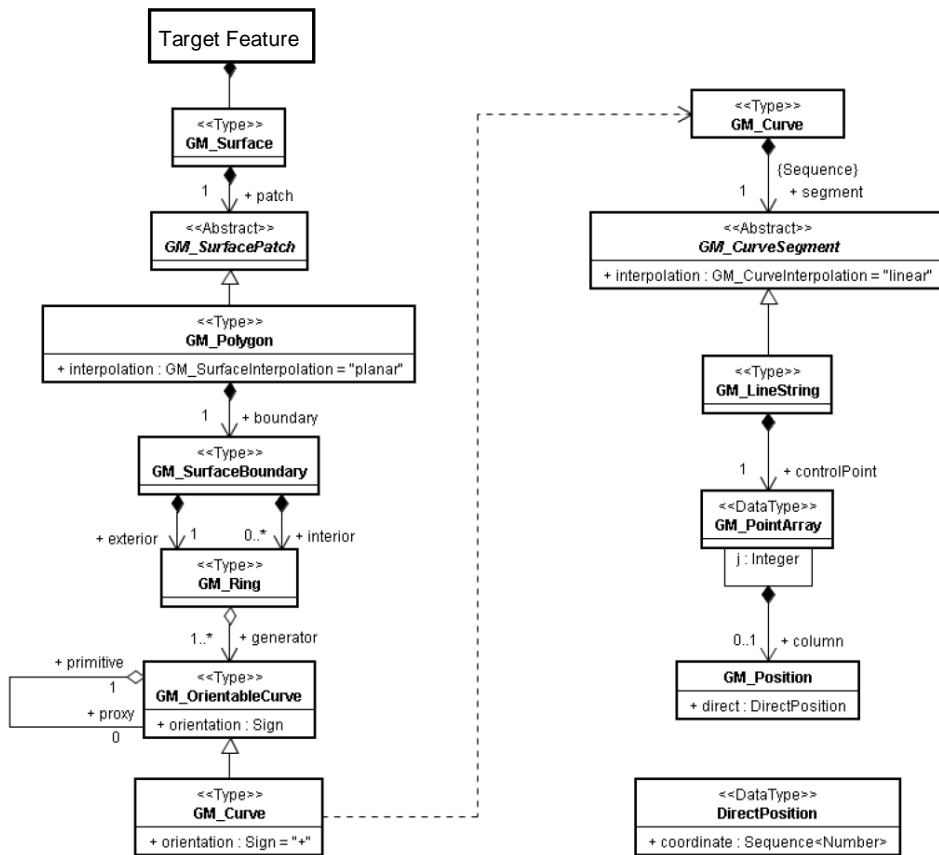 Target Feature
<<Type>>
GM_Surface
1
+ patch
<<Abstract>>
GM_SurfacePatch
<<Type>>
GM_Polygon
+ interpolation : GM_SurfaceInterpolation = "planar"
1
+ boundary
<<Type>>
GM_SurfaceBoundary
+ exterior
1
0..*
+ interior
<<Type>>
GM_Ring
1..*
+ generator
+ primitive
1
+ proxy
0
<<Type>>
GM_OrientableCurve
+ orientation : Sign
<<Type>>
GM_Curve
+ orientation : Sign = "+"
<<Type>>
GM_Curve
{Sequence}
1
+ segment
<<Abstract>>
GM_CurveSegment
+ interpolation : GM_CurveInterpolation = "linear"
<<Type>>
GM_LineString
1
+ controlPoint
<<DataType>>
GM_PointArray
j : Integer
0..1
+ column
GM_Position
+ direct : DirectPosition
<<DataType>>
DirectPosition
+ coordinate : Sequence<Number>